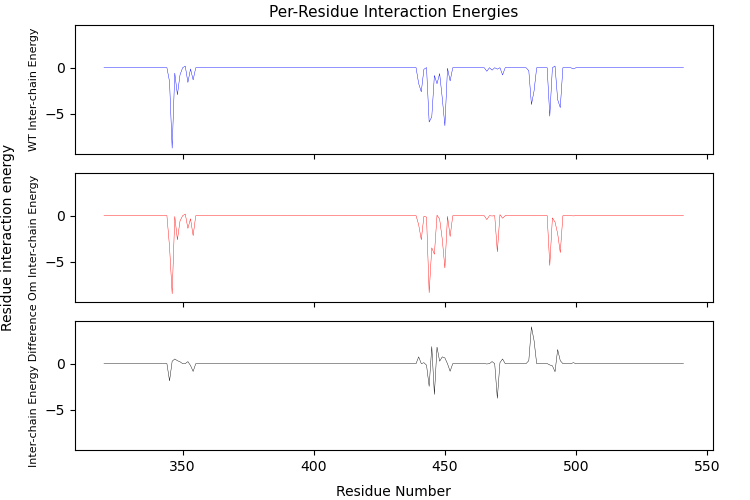 Per-Residue Interaction Energies
Residue interaction energy
WT Inter-chain Energy
0
−5
Om Inter-chain Energy
0
−5
Inter-chain Energy Difference
0
−5
350
400
450
500
550
Residue Number